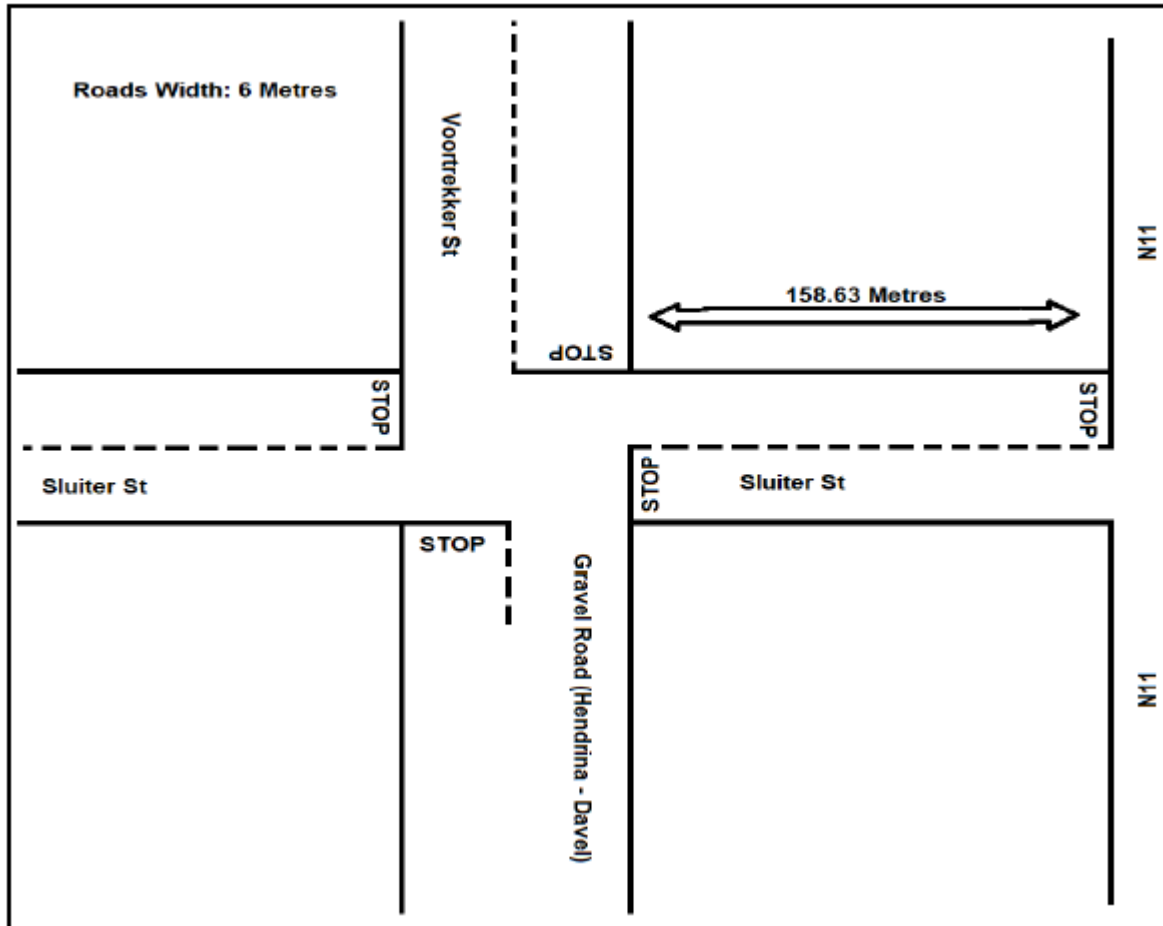 Roads Width: 6 Metres
Voortrekker St
N11
158.63 Metres
STOP
STOP
STOP
Sluiter St
STOP
Sluiter St
STOP
Gravel Road (Hendrina - Davel)
N11